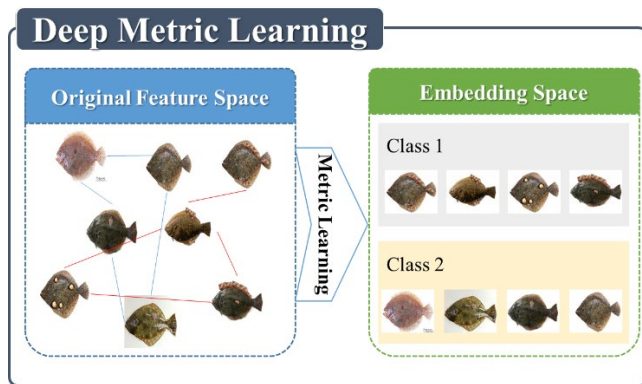 Deep Metric Learning
Original Feature Space
Metric Learning
Embedding Space
Class 1
Class 2